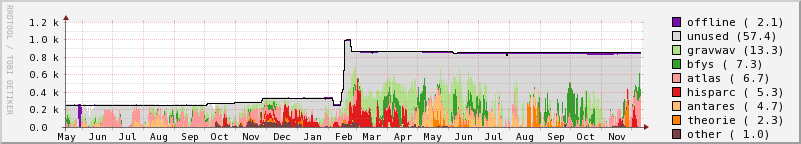 1.2 k
1.0 k
0.8 k
0.6 k
0.4 k
0.2 k
0.0
May Jun Jul Aug Sep Oct Nov Dec Jan Feb Mar Apr May Jun Jul Aug Sep Oct Nov
offline ( 2.1)
unused (57.4)
gravwav (13.3)
bfys ( 7.3)
atlas ( 6.7)
hisparc ( 5.3)
antares ( 4.7)
theorie ( 2.3)
other ( 1.0)
RRDTOOL / TOBI OETIKER